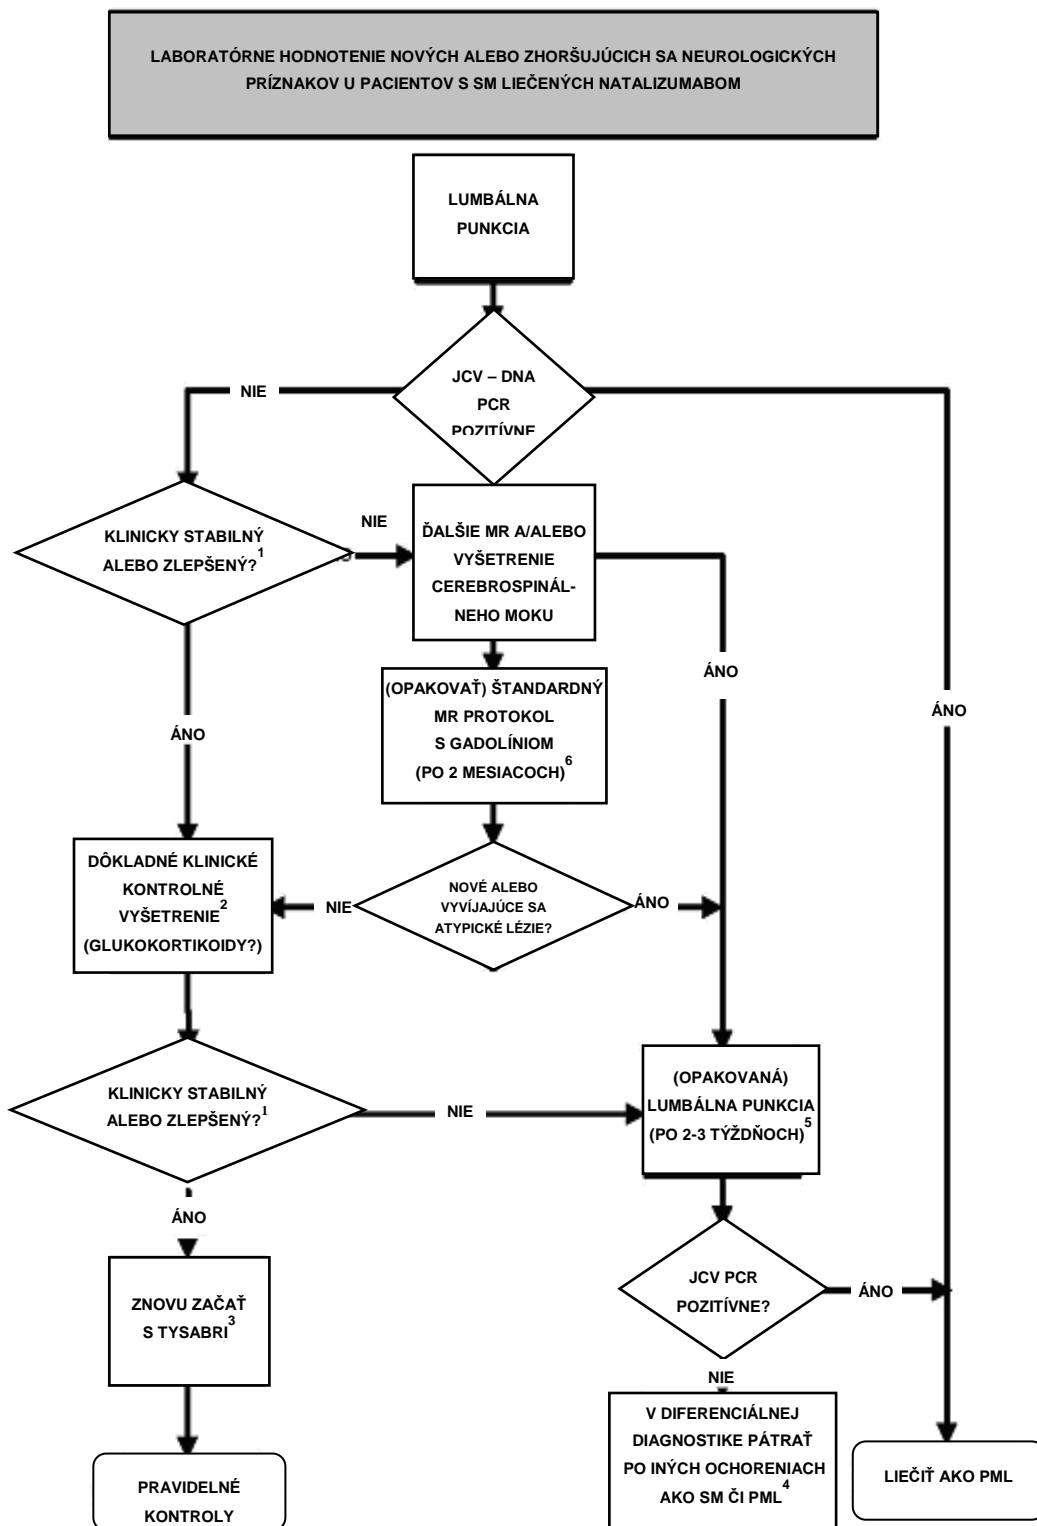 LABORATÓRNE HODNOTENIE NOVÝCH ALEBO ZHORŠUJÚCICH SA NEUROLOGICKÝCH
PRÍZNAKOV U PACIENTOV S SM LIEČENÝCH NATALIZUMABOM
LUMBÁLNA
PUNKCIA
JCV – DNA
PCR
POZITÍVNE
NIE
KLINICKY STABILNÝ
ALEBO ZLEPŠENÝ?1
NIE
ĎALŠIE MR A/ALEBO
VYŠETRENIE
CEREBROSPINÁL-
NEHO MOKU
ÁNO
ÁNO
(OPAKOVAŤ) ŠTANDARDNÝ
MR PROTOKOL
S GADOLÍNIOM
(PO 2 MESIACOCH)6
ÁNO
DÔKLADNÉ KLINICKÉ
KONTROLNÉ
VYŠETRENIE2
(GLUKOKORTIKOIDY?)
NIE
NOVÉ ALEBO
VYVÍJAJÚCE SA
ATYPICKÉ LÉZIE?
ÁNO
KLINICKY STABILNÝ
ALEBO ZLEPŠENÝ?1
NIE
(OPAKOVANÁ)
LUMBÁLNA PUNKCIA
(PO 2-3 TÝŽDŇOCH)5
ÁNO
ZNOVU ZAČAŤ
S TYSABRI3
JCV PCR
POZITÍVNE?
ÁNO
NIE
PRAVIDELNÉ
KONTROLY
V DIFERENCIÁLNEJ
DIAGNOSTIKE PÁTRAŤ
PO INÝCH OCHORENIACH
AKO SM ČI PML4
LIEČIŤ AKO PML